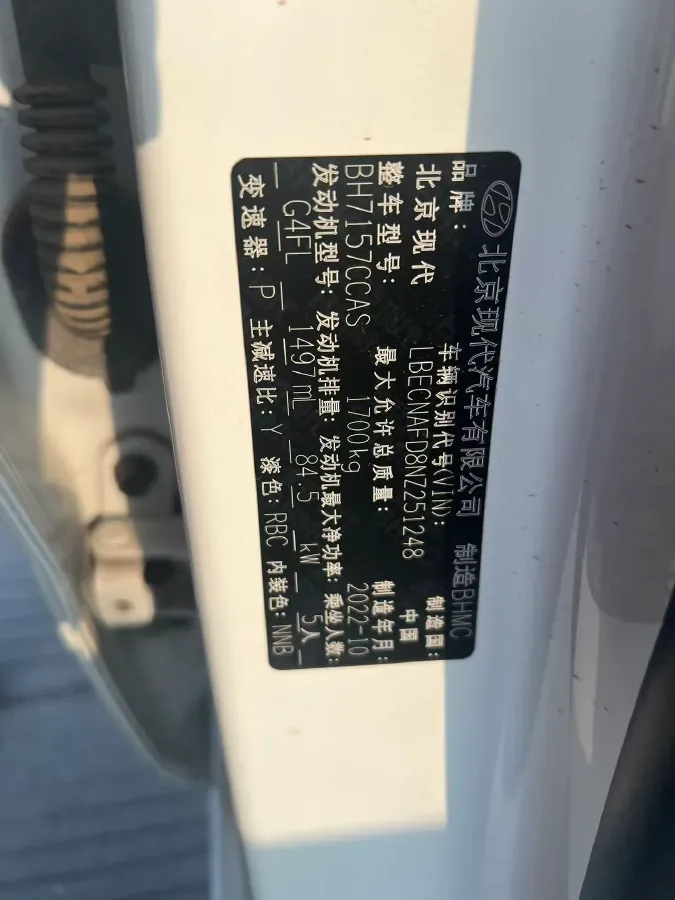 北京现代汽车有限公司 制造BHMC
品牌: 车辆识别代号(VIN): 制造国:
北京现代 LBECNAFD8NZ251248 中国
整车型号: 最大允许总质量: 制造年月:
BH7157CCAS 1700kg 2022-10
发动机型号: 发动机排量: 发动机最大净功率: 乘坐人数:
G4FL 1497mL 84.5 kW 5人
变速器: P 主减速比: Y 漆色: RBC 内装色: NNB